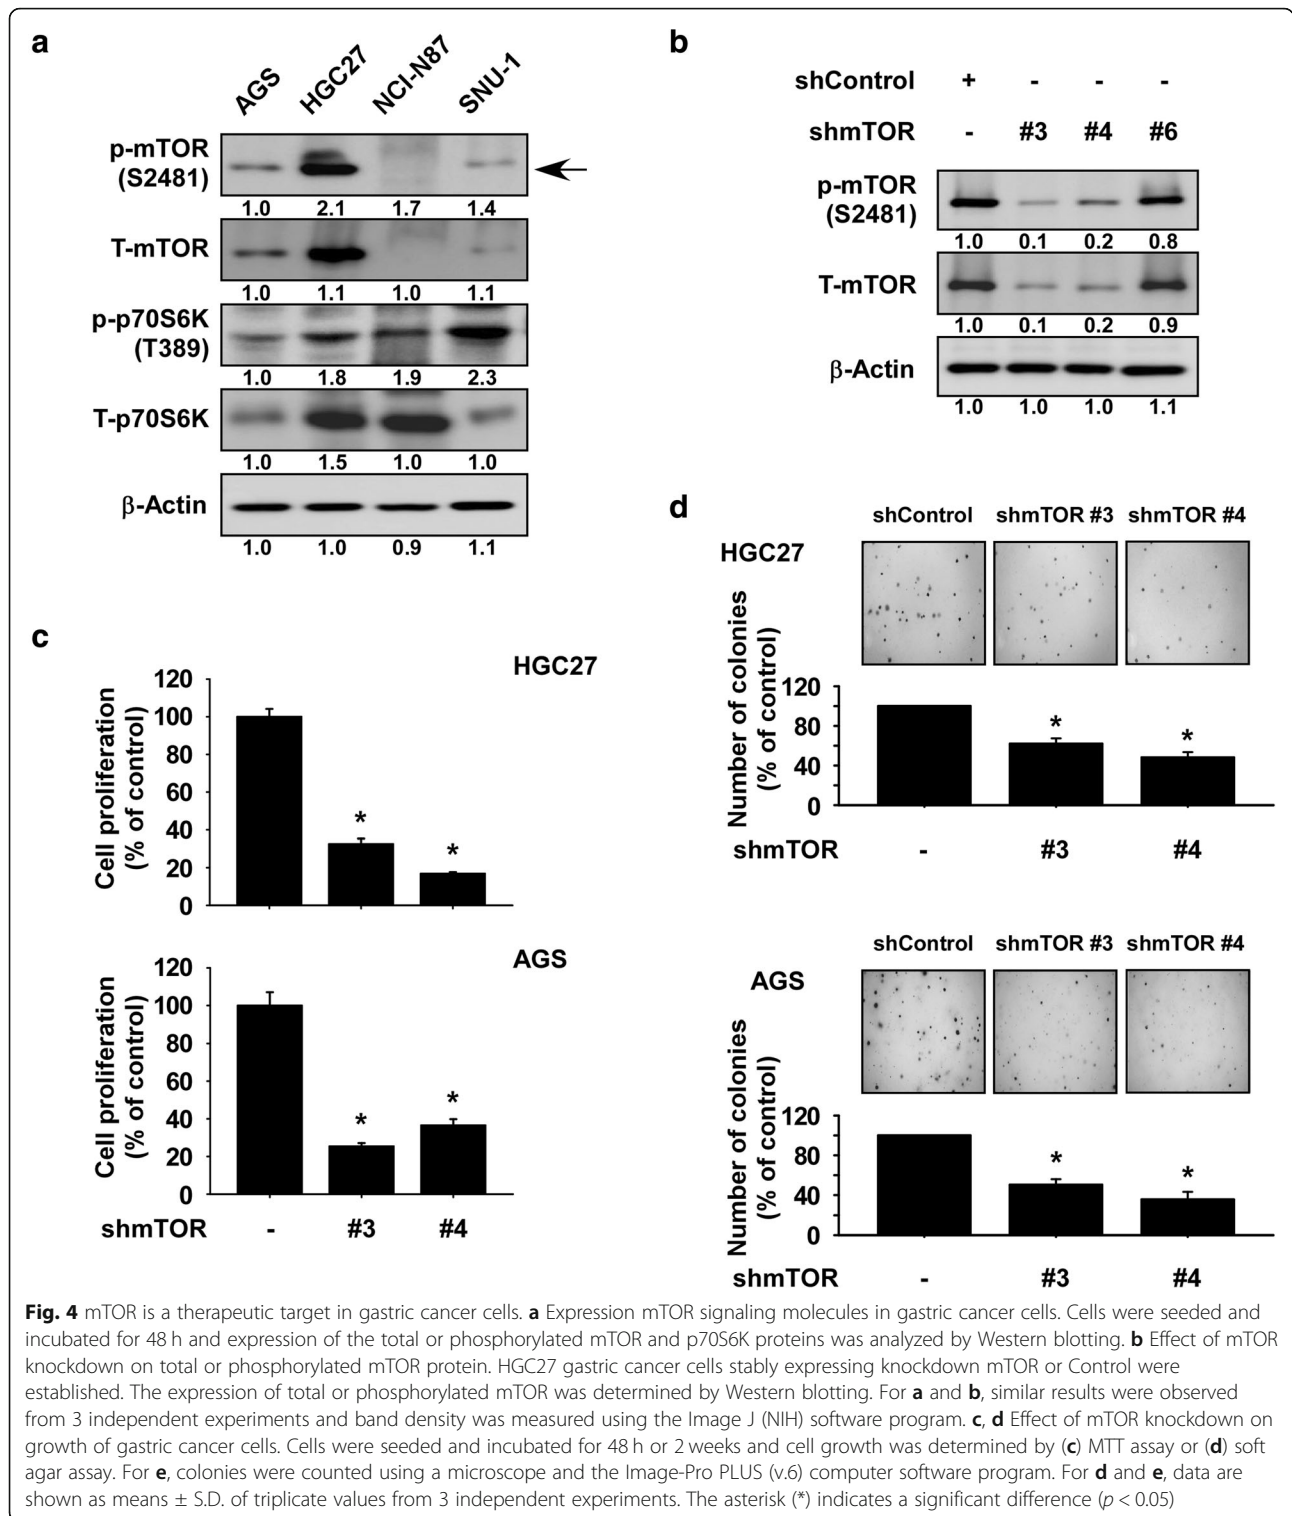 a
AGS HGC27 NCI-N87 SNU-1
p-mTOR
(S2481)
1.0 2.1 1.7 1.4
T-mTOR
1.0 1.1 1.0 1.1
p-p70S6K
(T389)
1.0 1.8 1.9 2.3
T-p70S6K
1.0 1.5 1.0 1.0
β-Actin
1.0 1.0 0.9 1.1
b
shControl + - - -
shmTOR - #3 #4 #6
p-mTOR
(S2481)
1.0 0.1 0.2 0.8
T-mTOR
1.0 0.1 0.2 0.9
β-Actin
1.0 1.0 1.0 1.1
c
HGC27
Cell proliferation
(% of control)
120
100
80
60
40
20
0
* *
AGS
Cell proliferation
(% of control)
120
100
80
60
40
20
0
* *
shmTOR - #3 #4
d
shControl shmTOR #3 shmTOR #4
HGC27
Number of colonies
(% of control)
120
80
40
0
* *
shmTOR - #3 #4
shControl shmTOR #3 shmTOR #4
AGS
Number of colonies
(% of control)
120
80
40
0
* *
shmTOR - #3 #4
Fig. 4 mTOR is a therapeutic target in gastric cancer cells. a Expression mTOR signaling molecules in gastric cancer cells. Cells were seeded and
incubated for 48 h and expression of the total or phosphorylated mTOR and p70S6K proteins was analyzed by Western blotting. b Effect of mTOR
knockdown on total or phosphorylated mTOR protein. HGC27 gastric cancer cells stably expressing knockdown mTOR or Control were
established. The expression of total or phosphorylated mTOR was determined by Western blotting. For a and b, similar results were observed
from 3 independent experiments and band density was measured using the Image J (NIH) software program. c, d Effect of mTOR knockdown on
growth of gastric cancer cells. Cells were seeded and incubated for 48 h or 2 weeks and cell growth was determined by (c) MTT assay or (d) soft
agar assay. For e, colonies were counted using a microscope and the Image-Pro PLUS (v.6) computer software program. For d and e, data are
shown as means ± S.D. of triplicate values from 3 independent experiments. The asterisk (*) indicates a significant difference (p < 0.05)